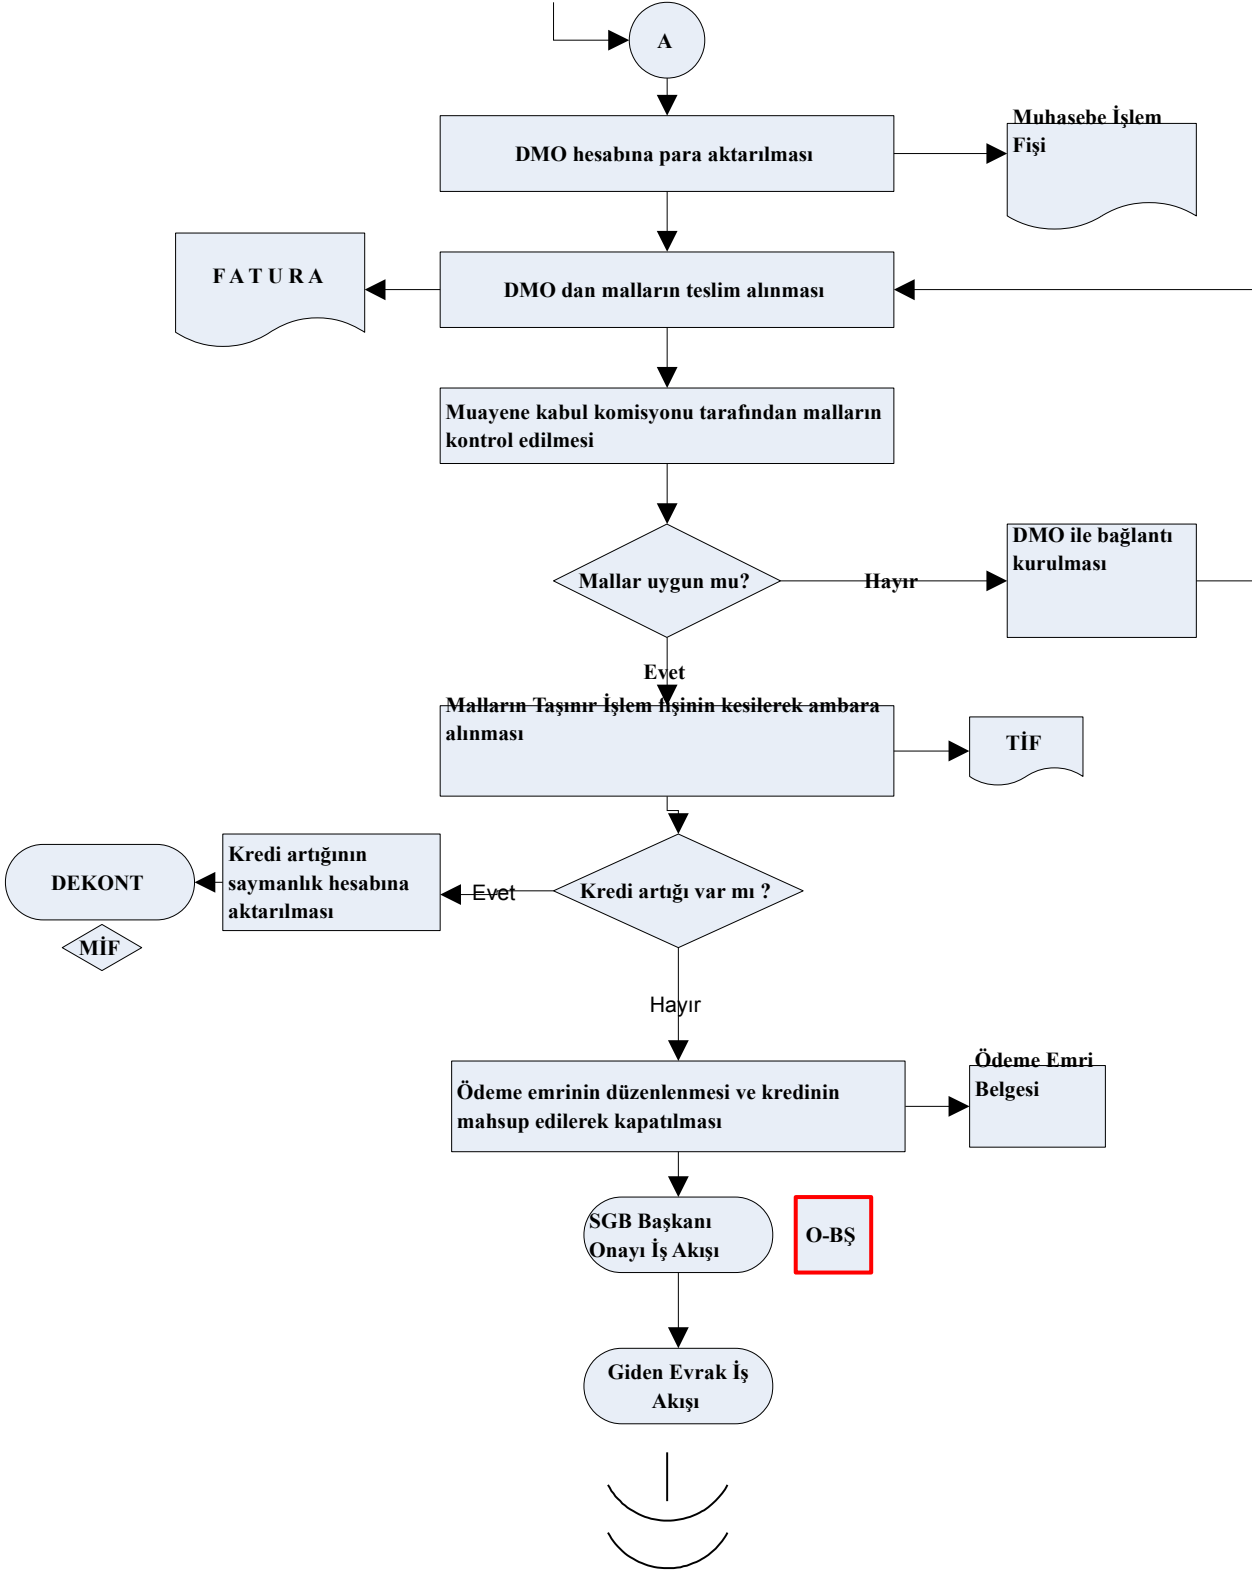 A
DMO hesabına para aktarılması
Muhasebe İşlem
Fişi
F A T U R A
DMO dan malların teslim alınması
Muayene kabul komisyonu tarafından malların
kontrol edilmesi
Mallar uygun mu?
Hayır
DMO ile bağlantı
kurulması
Evet
Malların Taşınır İşlem fişinin kesilerek ambara
alınması
TİF
DEKONT
Kredi artığının
saymanlık hesabına
aktarılması
Evet
Kredi artığı var mı ?
MİF
Hayır
Ödeme emrinin düzenlenmesi ve kredinin
mahsup edilerek kapatılması
Ödeme Emri
Belgesi
SGB Başkanı
Onayı İş Akışı
O-BŞ
Giden Evrak İş
Akışı